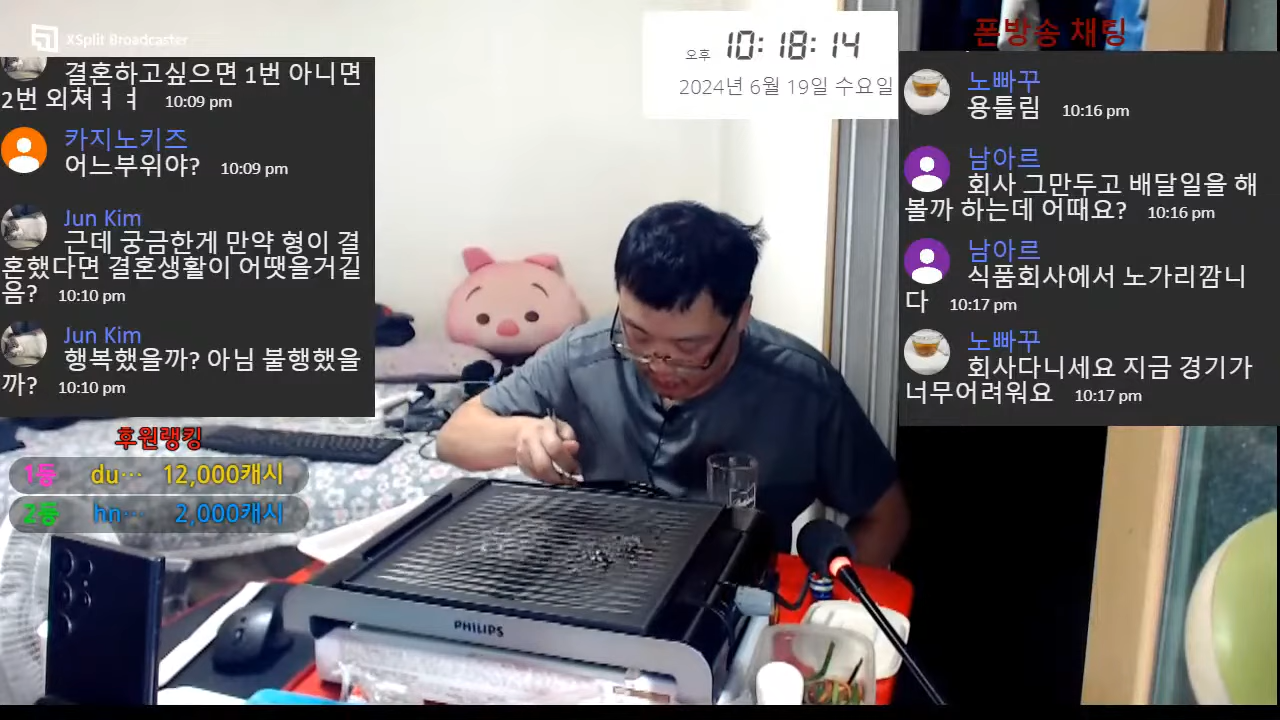 XSplit Broadcaster
결혼하고싶으면 1번 아니면
2번 외쳐ㅕㅕ 10:09 pm
카지노키즈
어느부위야? 10:09 pm
Jun Kim
근데 궁금한게 만약 형이 결
혼했다면 결혼생활이 어땟을거깉
음? 10:10 pm
Jun Kim
행복했을까? 아님 불행했을
까? 10:10 pm
후원랭킹
1등 du··· 12,000캐시
2등 hn··· 2,000캐시
오후 10:18:14
2024년 6월 19일 수요일
폰방송 채팅
노빠꾸
용틀림 10:16 pm
남아르
회사 그만두고 배달일을 해
볼까 하는데 어때요? 10:16 pm
남아르
식품회사에서 노가리깜니
다 10:17 pm
노빠꾸
회사다니세요 지금 경기가
너무어려워요 10:17 pm
PHILIPS